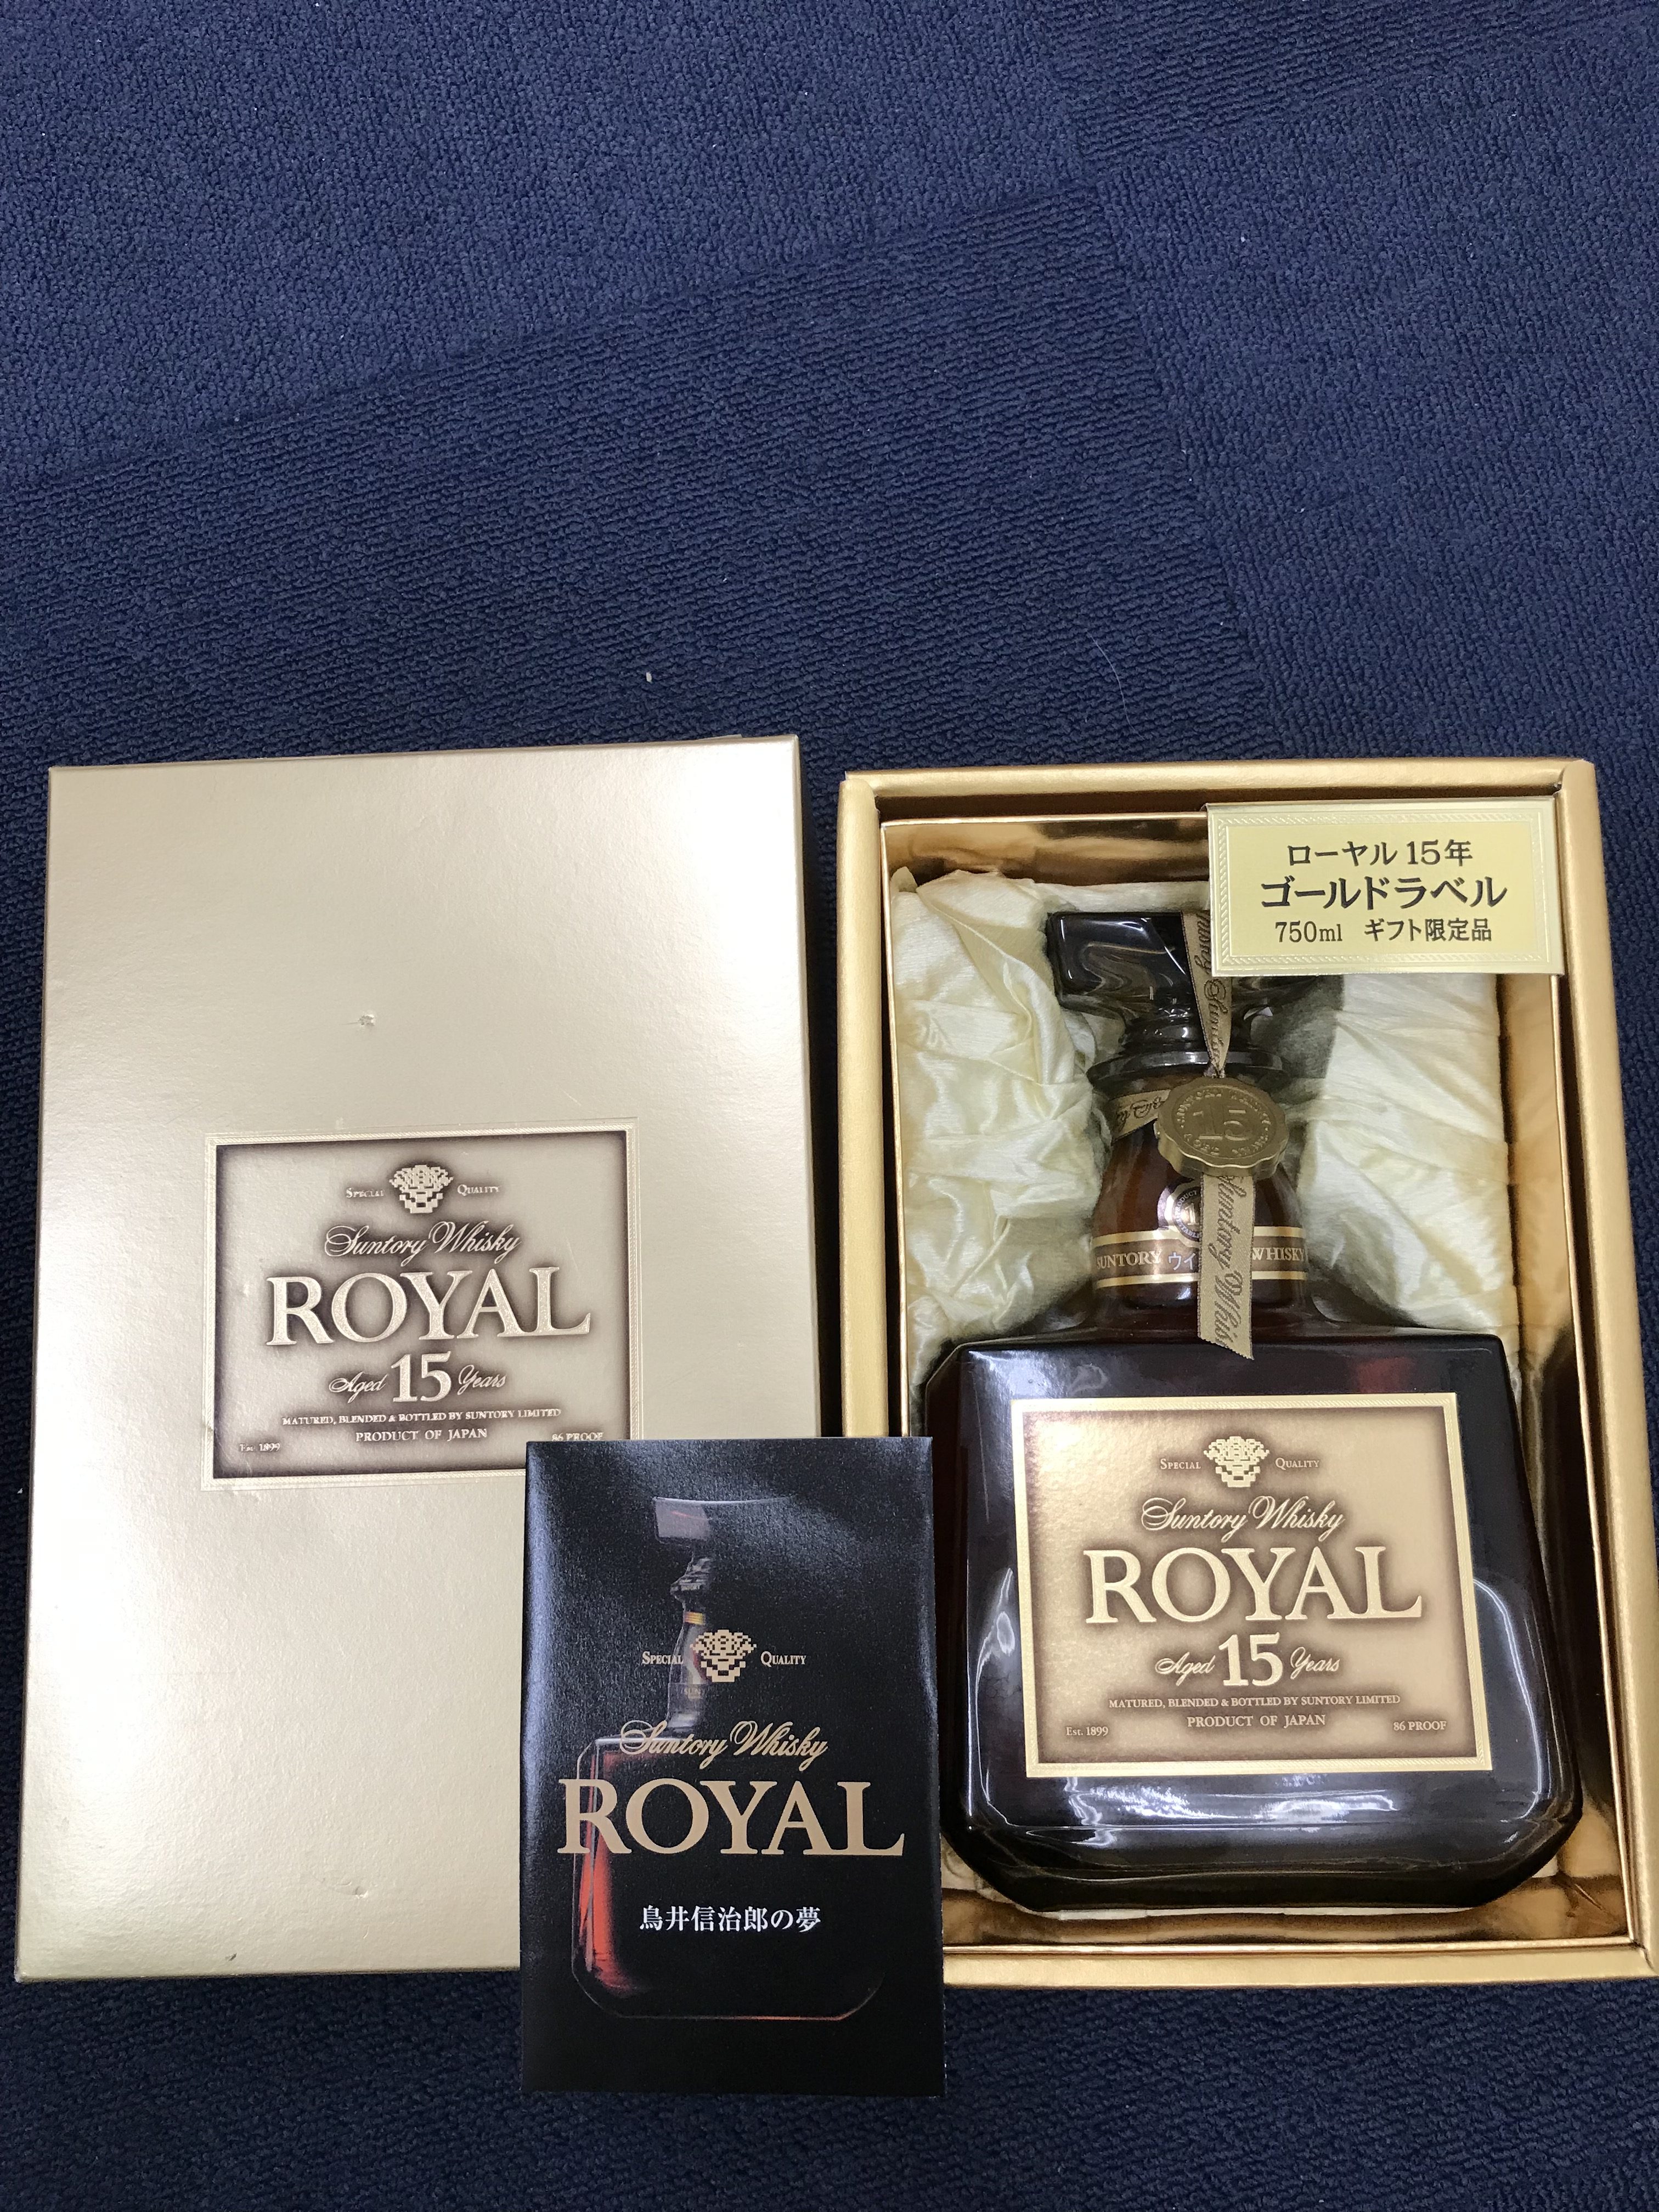 SPECIAL QUALITY
Suntory Whisky
ROYAL
Aged 15 Years
MATURED, BLENDED & BOTTLED BY SUNTORY LIMITED
PRODUCT OF JAPAN
Est. 1899
86 PROOF
ローヤル 15年
ゴールドラベル
750ml ギフト限定品
15
SUNTORY
WHISKY
Suntory
SPECIAL QUALITY
Suntory Whisky
ROYAL
Aged 15 Years
MATURED, BLENDED & BOTTLED BY SUNTORY LIMITED
PRODUCT OF JAPAN
Est. 1899
86 PROOF
SPECIAL QUALITY
Suntory Whisky
ROYAL
鳥井信治郎の夢